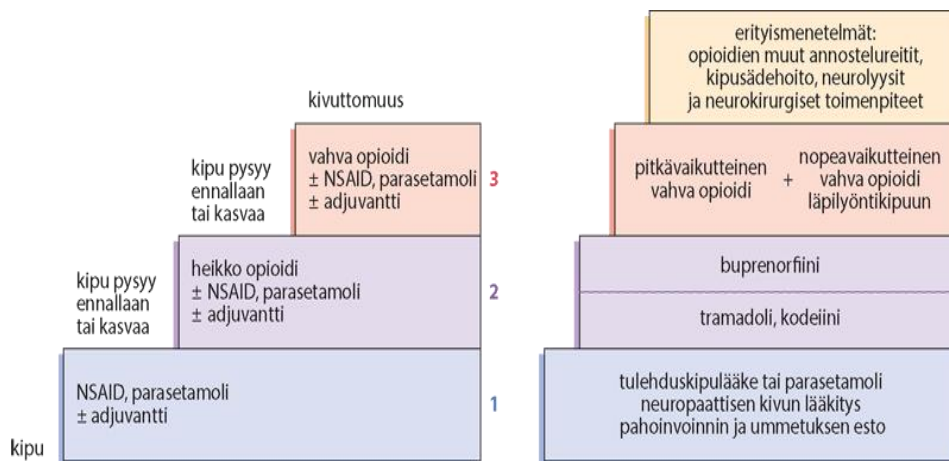 kivuttomuus
kipu pysyy
ennallaan
tai kasvaa
vahva opioidi
± NSAID, parasetamoli
± adjuvantti
3
kipu pysyy
ennallaan
tai kasvaa
heikko opioidi
± NSAID, parasetamoli
± adjuvantti
2
NSAID, parasetamoli
± adjuvantti
1
kipu
erityismenetelmät:
opioidien muut annostelureitit,
kipusädehoito, neurolyysit
ja neurokirurgiset toimenpiteet
pitkävaikutteinen
vahva opioidi
+
nopeavaikutteinen
vahva opioidi
läpilyöntikipuun
buprenorfiini
tramadoli, kodeiini
tulehduskipulääke tai parasetamoli
neuropaattisen kivun lääkitys
pahoinvoinnin ja ummetuksen esto